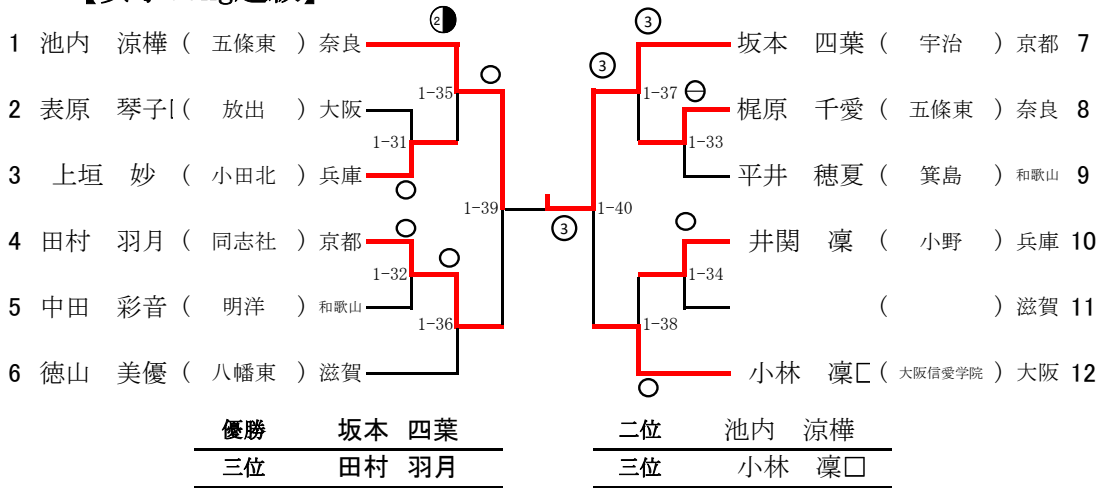 1 池内 涼樺 ( 五條東 ) 奈良
2 表原 琴子 ( 放出 ) 大阪
3 上垣 妙 ( 小田北 ) 兵庫
4 田村 羽月 ( 同志社 ) 京都
5 中田 彩音 ( 明洋 ) 和歌山
6 徳山 美優 ( 八幡東 ) 滋賀
②
○
1-35
1-31
○
1-39
○
○
1-32
1-36
③
③
③
1-37
⊖
1-33
1-40
○
1-34
1-38
○
坂本 四葉 ( 宇治 ) 京都 7
梶原 千愛 ( 五條東 ) 奈良 8
平井 穂夏 ( 箕島 ) 和歌山 9
井関 凜 ( 小野 ) 兵庫 10
( ) 滋賀 11
小林 凜□ ( 大阪信愛学院 ) 大阪 12
優勝 坂本 四葉 二位 池内 涼樺
三位 田村 羽月 三位 小林 凜□